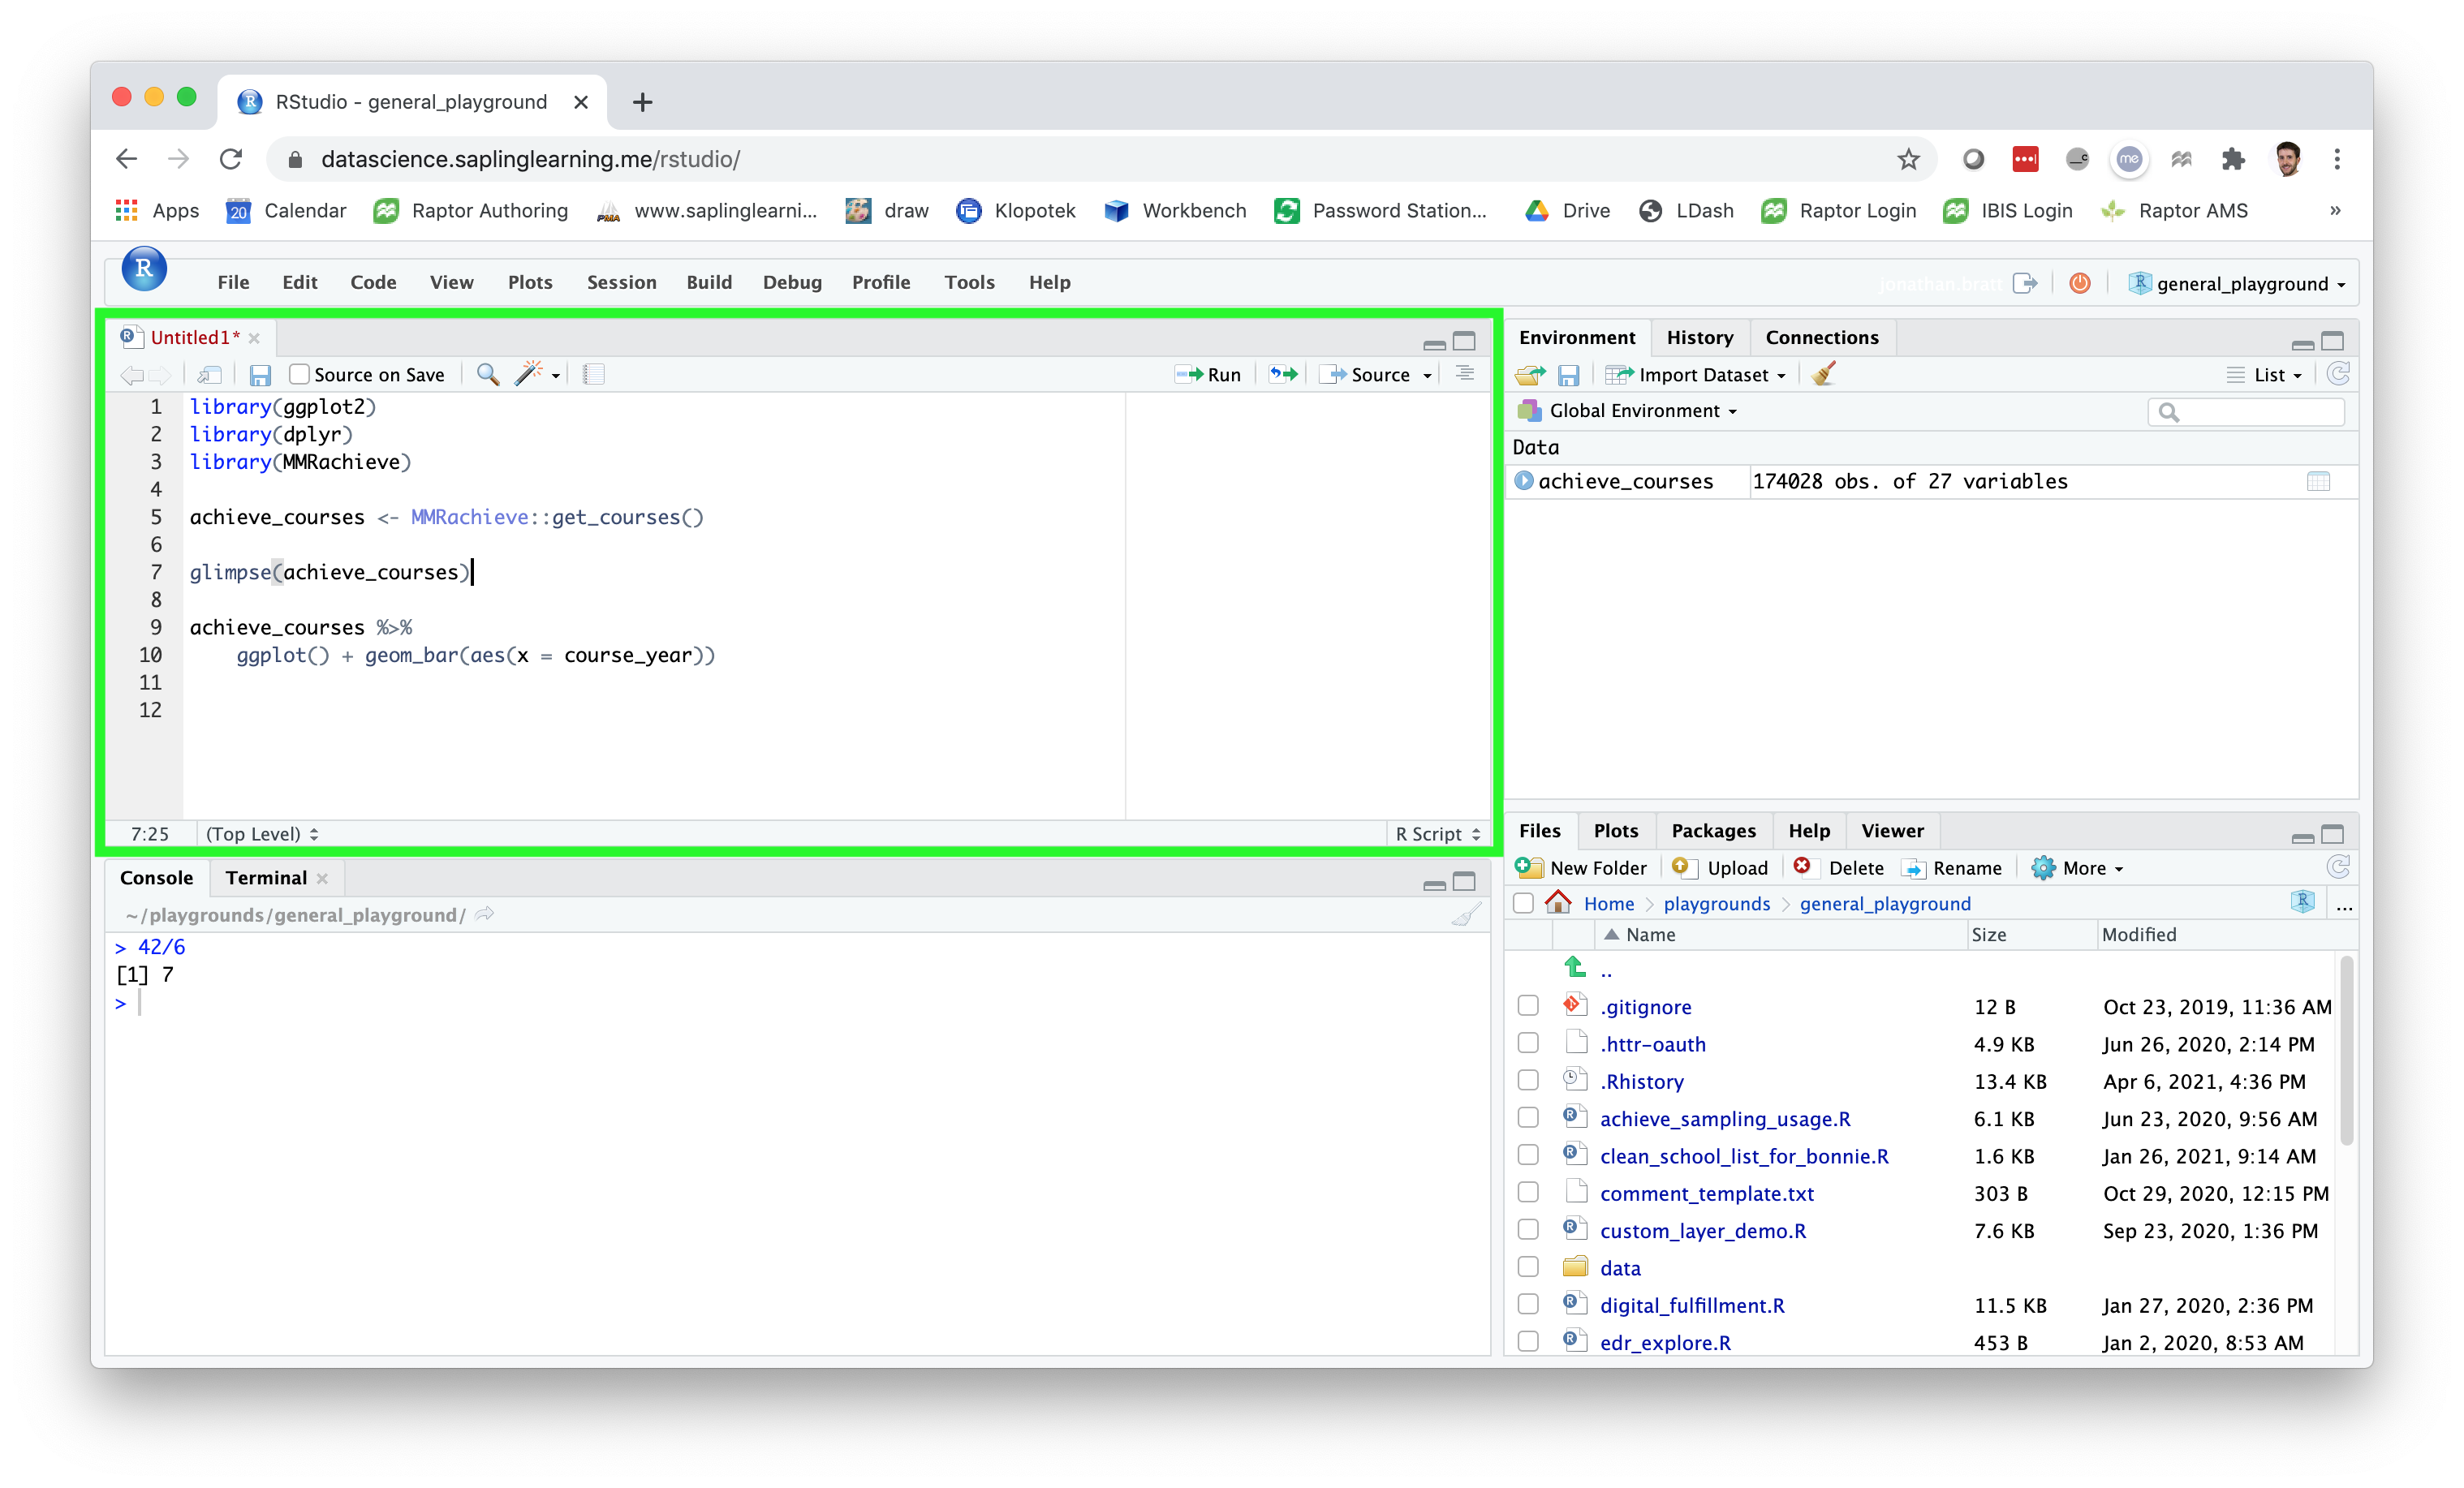 RStudio - general_playground
datascience.saplinglearning.me/rstudio/
me
Apps
20 Calendar
Raptor Authoring
PMA www.saplinglearni...
draw
Klopotek
Workbench
Password Station...
Drive
LDash
Raptor Login
IBIS Login
Raptor AMS
»
R File Edit Code View Plots Session Build Debug Profile Tools Help
jonathan.bratt
general_playground
Untitled1*
Source on Save
Run
Source
1 library(ggplot2)
2 library(dplyr)
3 library(MMRachieve)
4
5 achieve_courses <- MMRachieve::get_courses()
6
7 glimpse(achieve_courses)
8
9 achieve_courses %>%
10 ggplot() + geom_bar(aes(x = course_year))
11
12
7:25 (Top Level) R Script
Console Terminal
~/playgrounds/general_playground/
> 42/6
[1] 7
>
Environment History Connections
Import Dataset
List
Global Environment
Data
achieve_courses 174028 obs. of 27 variables
Files Plots Packages Help Viewer
New Folder Upload Delete Rename More
Home playgrounds general_playground ...
Name Size Modified
..
.gitignore 12 B Oct 23, 2019, 11:36 AM
.httr-oauth 4.9 KB Jun 26, 2020, 2:14 PM
.Rhistory 13.4 KB Apr 6, 2021, 4:36 PM
achieve_sampling_usage.R 6.1 KB Jun 23, 2020, 9:56 AM
clean_school_list_for_bonnie.R 1.6 KB Jan 26, 2021, 9:14 AM
comment_template.txt 303 B Oct 29, 2020, 12:15 PM
custom_layer_demo.R 7.6 KB Sep 23, 2020, 1:36 PM
data
digital_fulfillment.R 11.5 KB Jan 27, 2020, 2:36 PM
edr_explore.R 453 B Jan 2, 2020, 8:53 AM